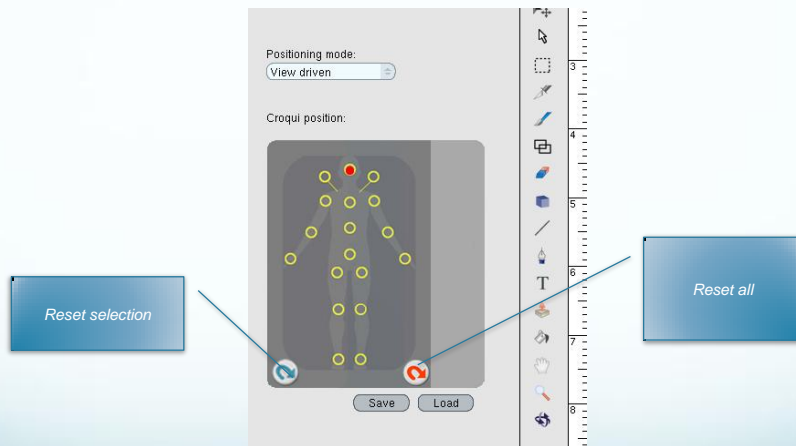 Positioning mode:
View driven
Croqui position:
Reset selection
Reset all
Save
Load
T
3
4
5
6
7
8